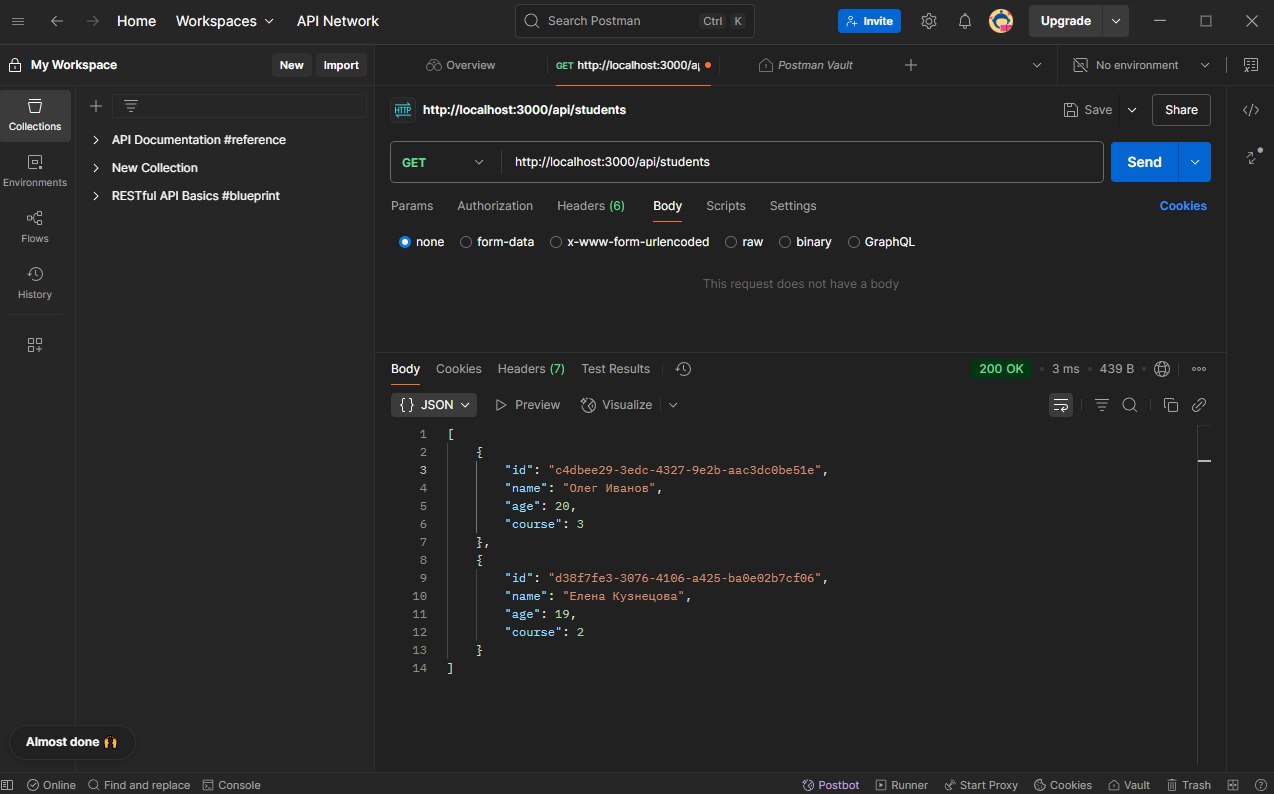 Home Workspaces API Network Search Postman Ctrl K Invite Upgrade
My Workspace New Import Overview GET http://localhost:3000/a Postman Vault No environment
Collections
Environments
Flows
History
API Documentation #reference
New Collection
RESTful API Basics #blueprint
HTTP http://localhost:3000/api/students Save Share
GET http://localhost:3000/api/students Send
Params Authorization Headers (6) Body Scripts Settings Cookies
none form-data x-www-form-urlencoded raw binary GraphQL
This request does not have a body
Body Cookies Headers (7) Test Results 200 OK • 3 ms • 439 B
{} JSON Preview Visualize
1 [
2 {
3 "id": "c4dbee29-3edc-4327-9e2b-aac3dc0be51e",
4 "name": "Олег Иванов",
5 "age": 20,
6 "course": 3
7 },
8 {
9 "id": "d38f7fe3-3076-4106-a425-ba0e02b7cf06",
10 "name": "Елена Кузнецова",
11 "age": 19,
12 "course": 2
13 }
14 ]
Almost done 🙌
Online Find and replace Console Postbot Runner Start Proxy Cookies Vault Trash